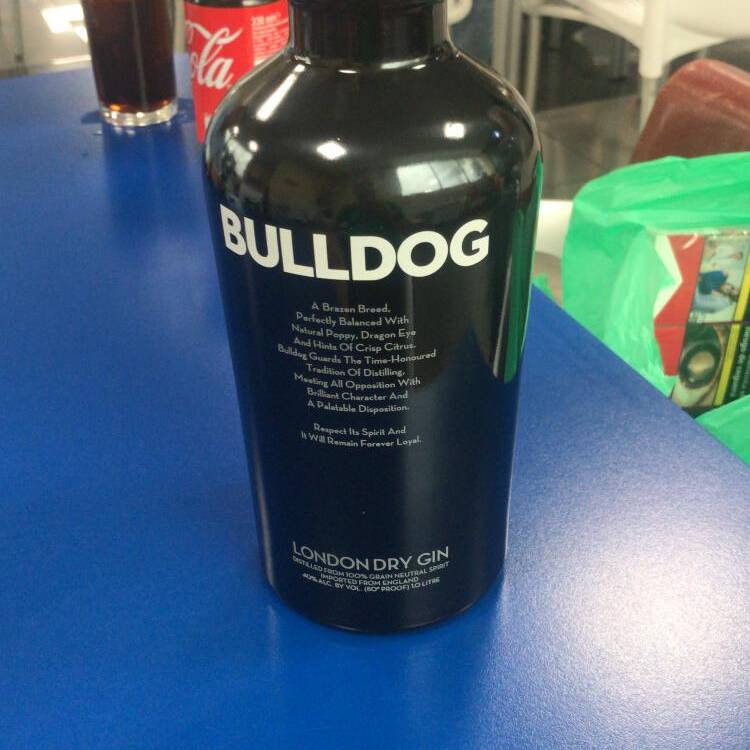 330 ml
Cola
BULLDOG
A Brazen Breed,
Perfectly Balanced With
Natural Poppy, Dragon Eye
And Hints Of Crisp Citrus.
Bulldog Guards The Time-Honoured
Tradition Of Distilling,
Meeting All Opposition With
Brilliant Character And
A Palatable Disposition.
Respect Its Spirit And
It Will Remain Forever Loyal.
LONDON DRY GIN
DISTILLED FROM 100% GRAIN NEUTRAL SPIRIT
IMPORTED FROM ENGLAND
40% ALC. BY VOL. (80° PROOF) 1.0 LITRE